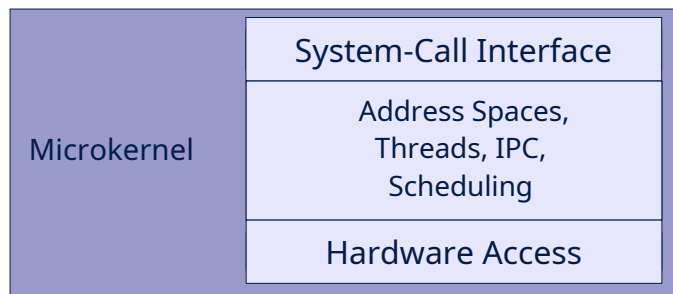 System-Call Interface
Address Spaces,
Microkernel
Threads, IPC,
Scheduling
Hardware Access